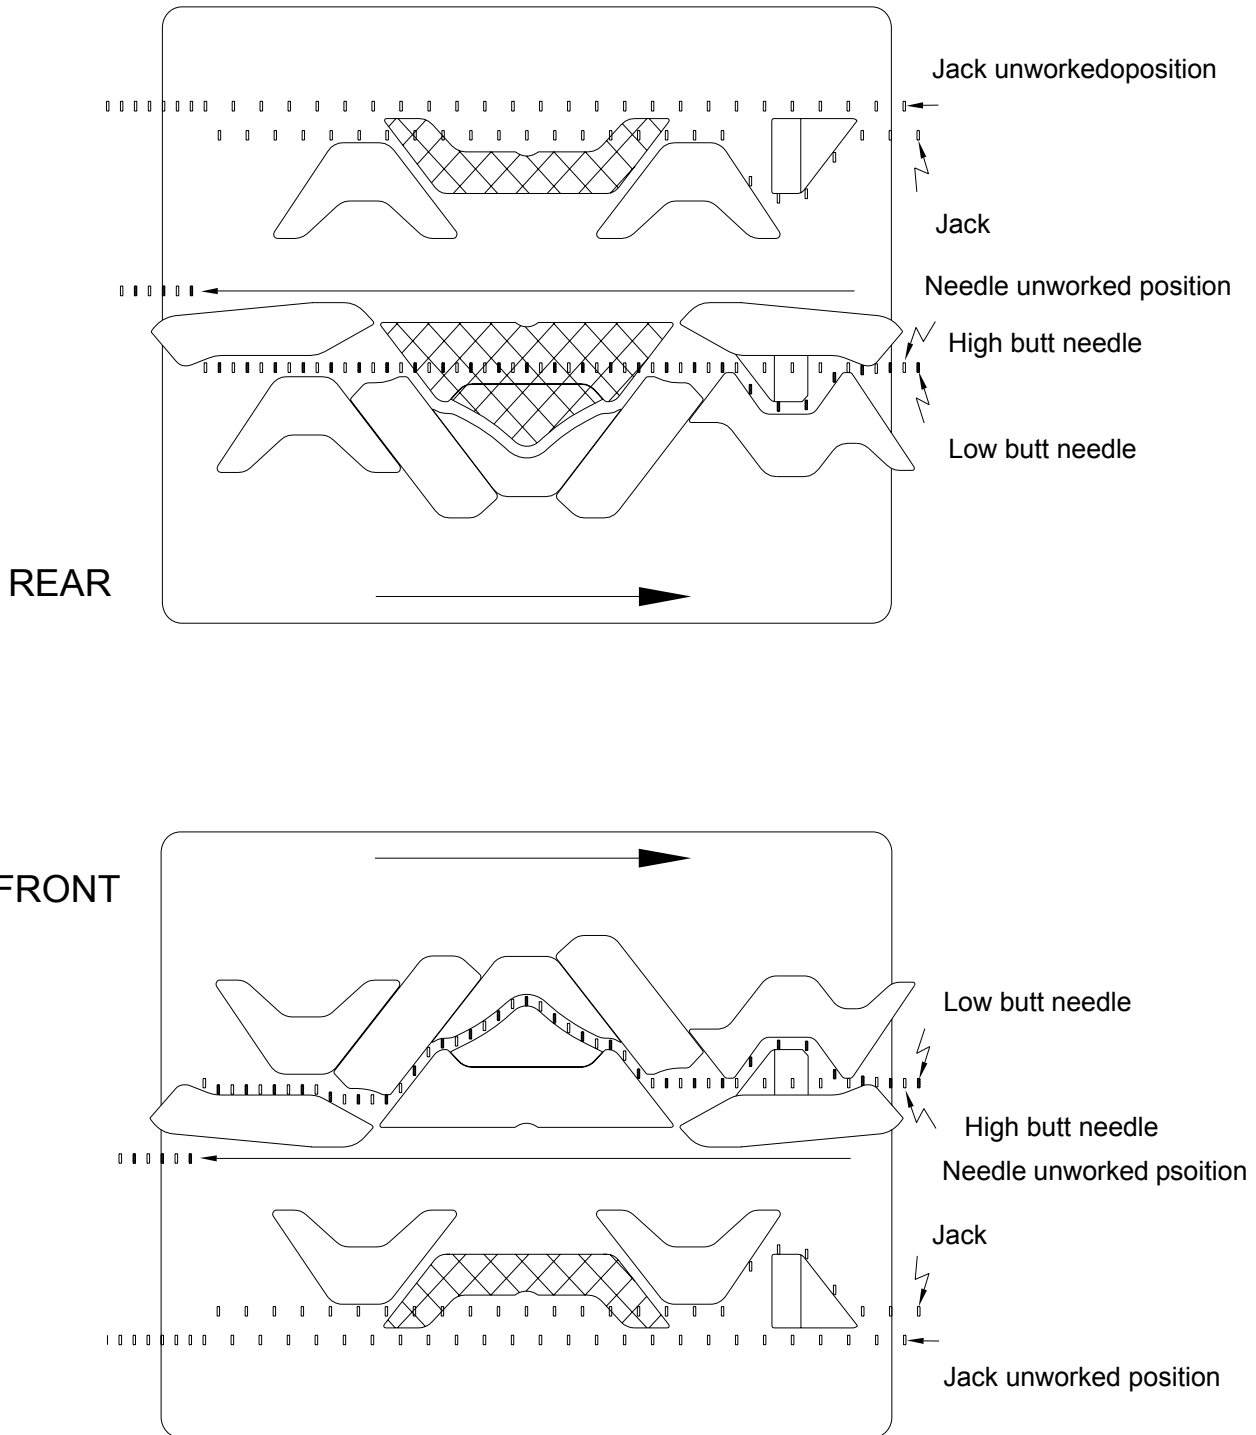 Jack unworkedoposition
Jack
Needle unworked position
High butt needle
Low butt needle
REAR
FRONT
Low butt needle
High butt needle
Needle unworked psoition
Jack
Jack unworked position